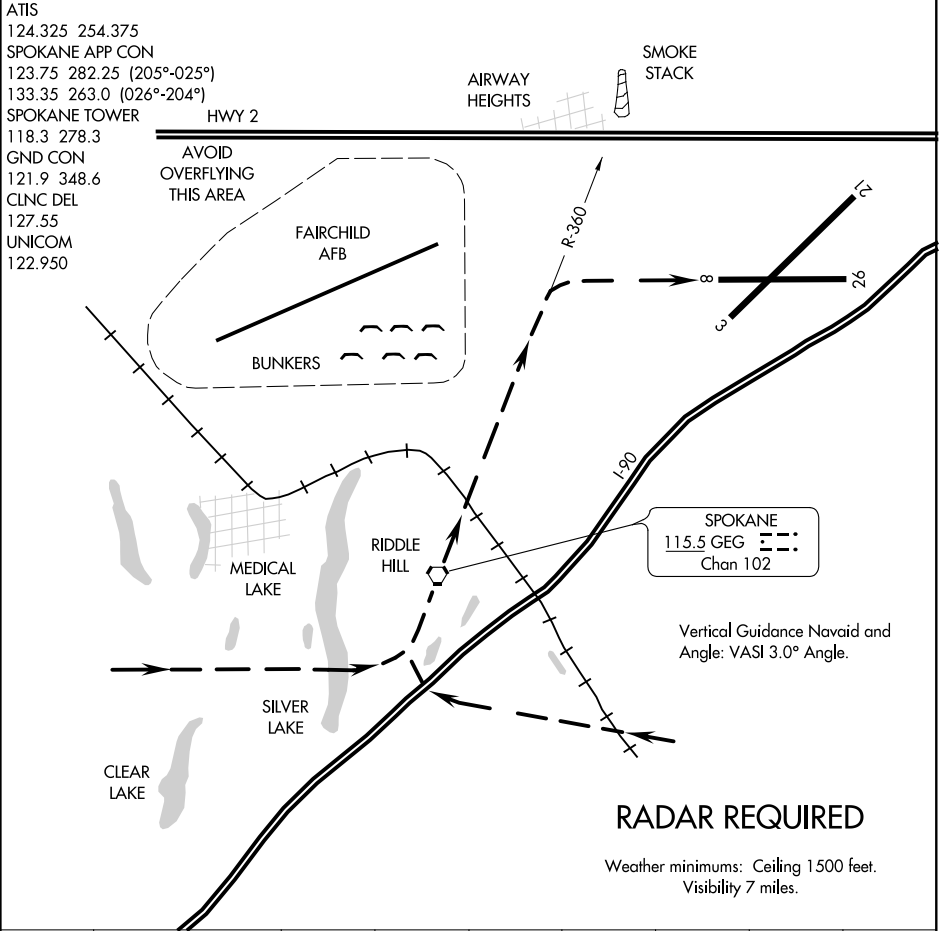 ATIS
124.325 254.375
SPOKANE APP CON
123.75 282.25 (205°-025°)
133.35 263.0 (026°-204°)
SPOKANE TOWER
118.3 278.3
GND CON
121.9 348.6
CLNC DEL
127.55
UNICOM
122.950
HWY 2
AIRWAY
HEIGHTS
SMOKE
STACK
AVOID
OVERFLYING
THIS AREA
FAIRCHILD
AFB
BUNKERS
R-360
21
8
26
3
I-90
SPOKANE
115.5 GEG
Chan 102
RIDDLE
HILL
MEDICAL
LAKE
Vertical Guidance Navaid and
Angle: VASI 3.0° Angle.
SILVER
LAKE
CLEAR
LAKE
RADAR REQUIRED
Weather minimums: Ceiling 1500 feet.
Visibility 7 miles.